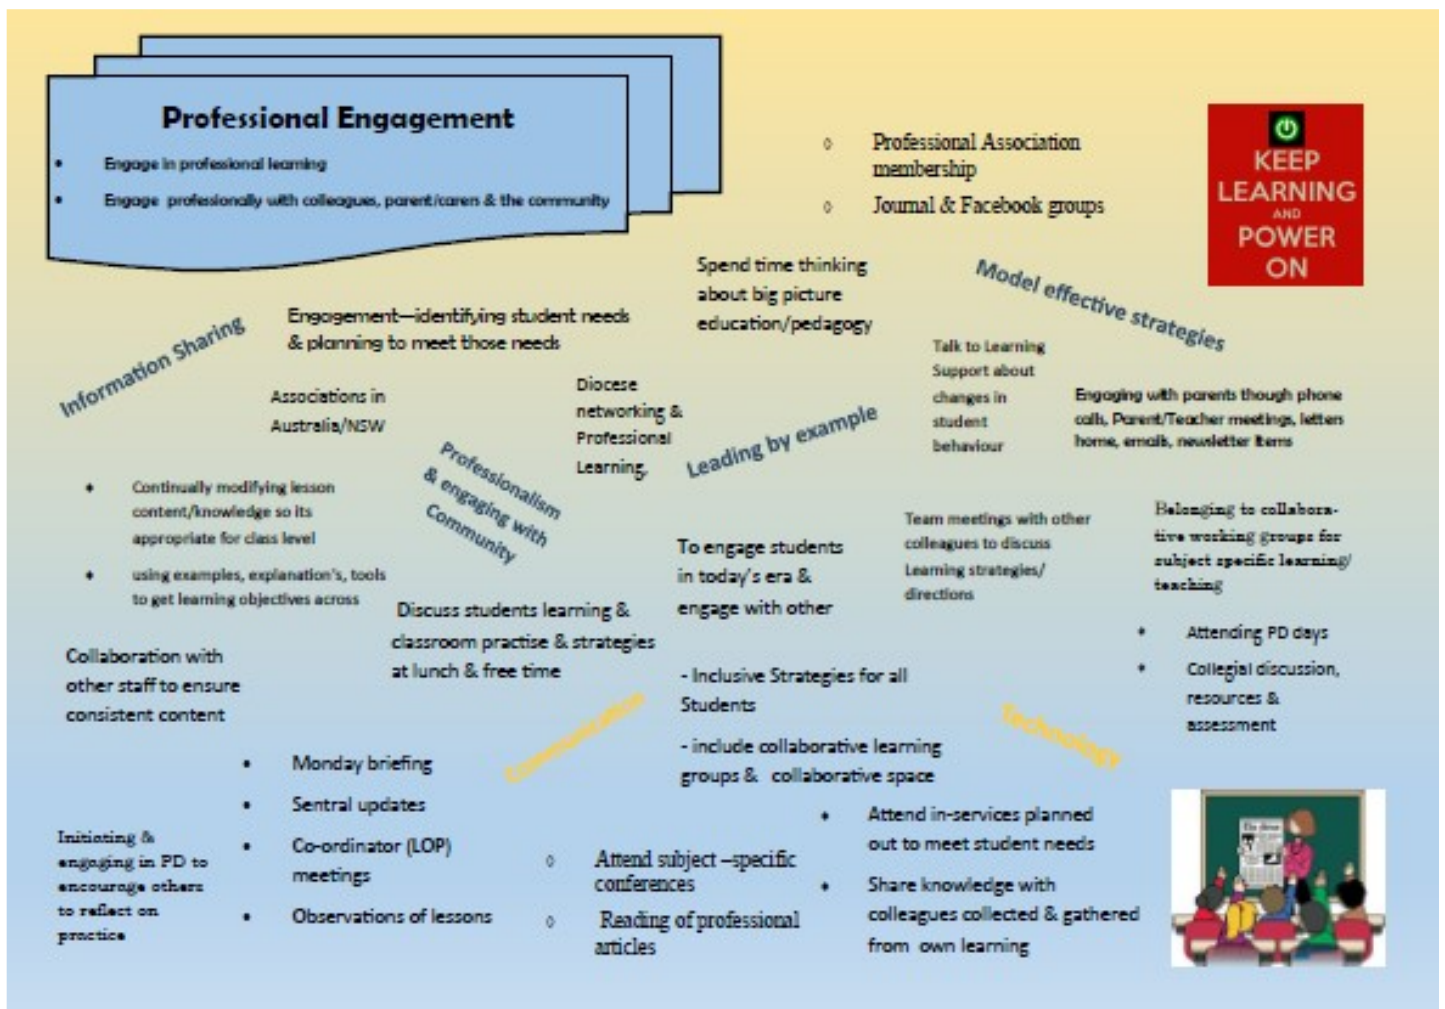 Professional Engagement
• Engage in professional learning
• Engage professionally with colleagues, parent/carers & the community
◊ Professional Association
membership
◊ Journal & Facebook groups
KEEP
LEARNING
AND
POWER
ON
Information Sharing
Engagement—identifying student needs
& planning to meet those needs
Spend time thinking
about big picture
education/pedagogy
Model effective strategies
Associations in
Australia/NSW
Diocese
networking &
Professional
Learning,
Leading by example
Talk to Learning
Support about
changes in
student
behaviour
Engaging with parents though phone
calls, Parent/Teacher meetings, letters
home, emails, newsletter items
Professionalism
& engaging with
Community
♦ Continually modifying lesson
content/knowledge so its
appropriate for class level
♦ using examples, explanation's, tools
to get learning objectives across
To engage students
in today's era &
engage with other
Team meetings with other
colleagues to discuss
Learning strategies/
directions
Belonging to collabora-
tive working groups for
subject specific learning/
teaching
Discuss students learning &
classroom practise & strategies
at lunch & free time
♦ Attending PD days
♦ Collegial discussion,
resources &
assessment
Collaboration with
other staff to ensure
consistent content
- Inclusive Strategies for all
Students
- include collaborative learning
groups & collaborative space
Communication
Technology
• Monday briefing
• Sentral updates
• Co-ordinator (LOP)
meetings
• Observations of lessons
Initiating &
engaging in PD to
encourage others
to reflect on
practice
◊ Attend subject –specific
conferences
◊ Reading of professional
articles
♦ Attend in-services planned
out to meet student needs
♦ Share knowledge with
colleagues collected & gathered
from own learning